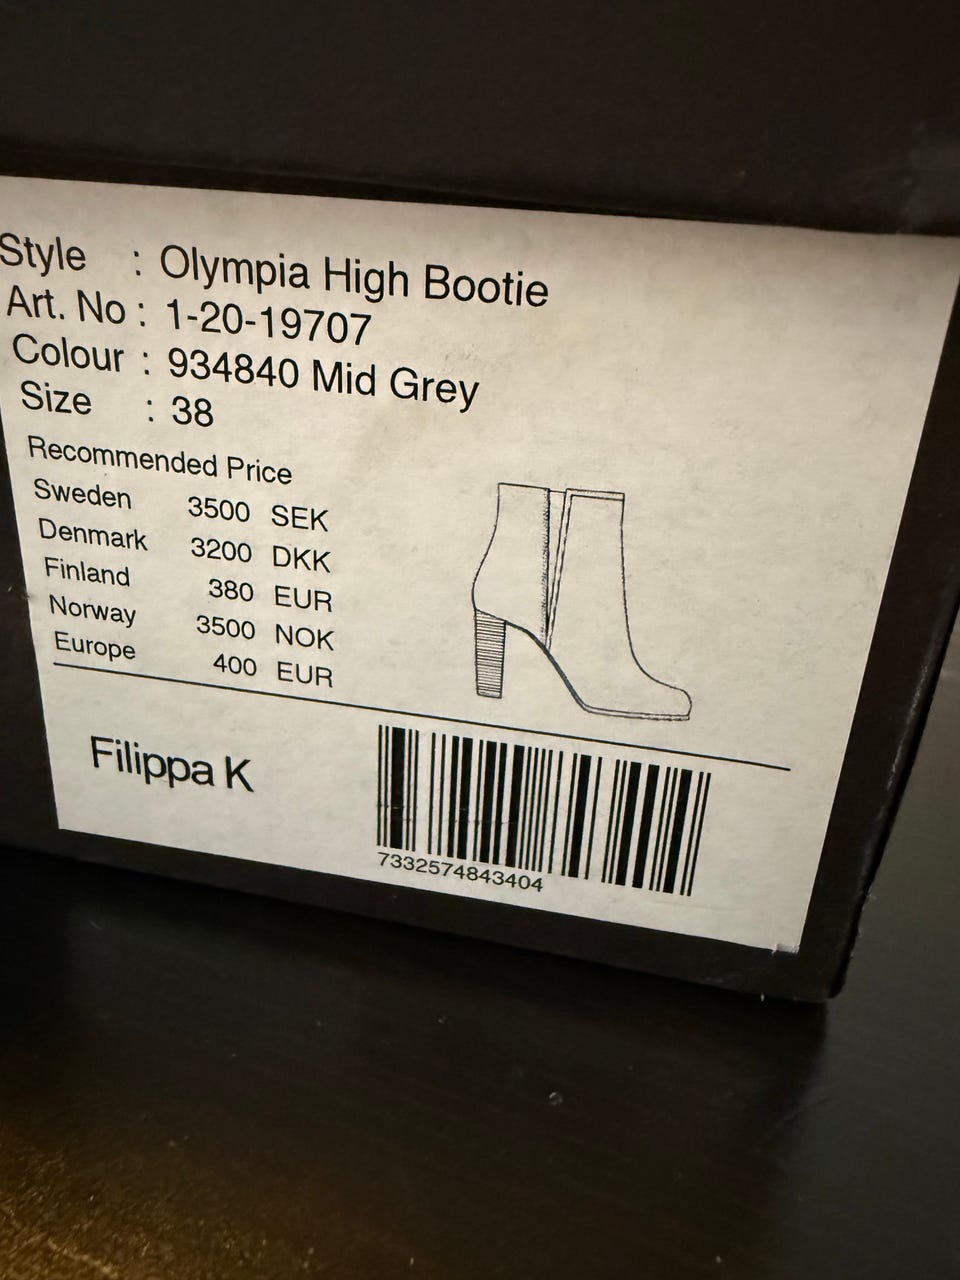 Style : Olympia High Bootie
Art. No : 1-20-19707
Colour : 934840 Mid Grey
Size : 38
Recommended Price
Sweden 3500 SEK
Denmark 3200 DKK
Finland 380 EUR
Norway 3500 NOK
Europe 400 EUR
Filippa K
7332574843404